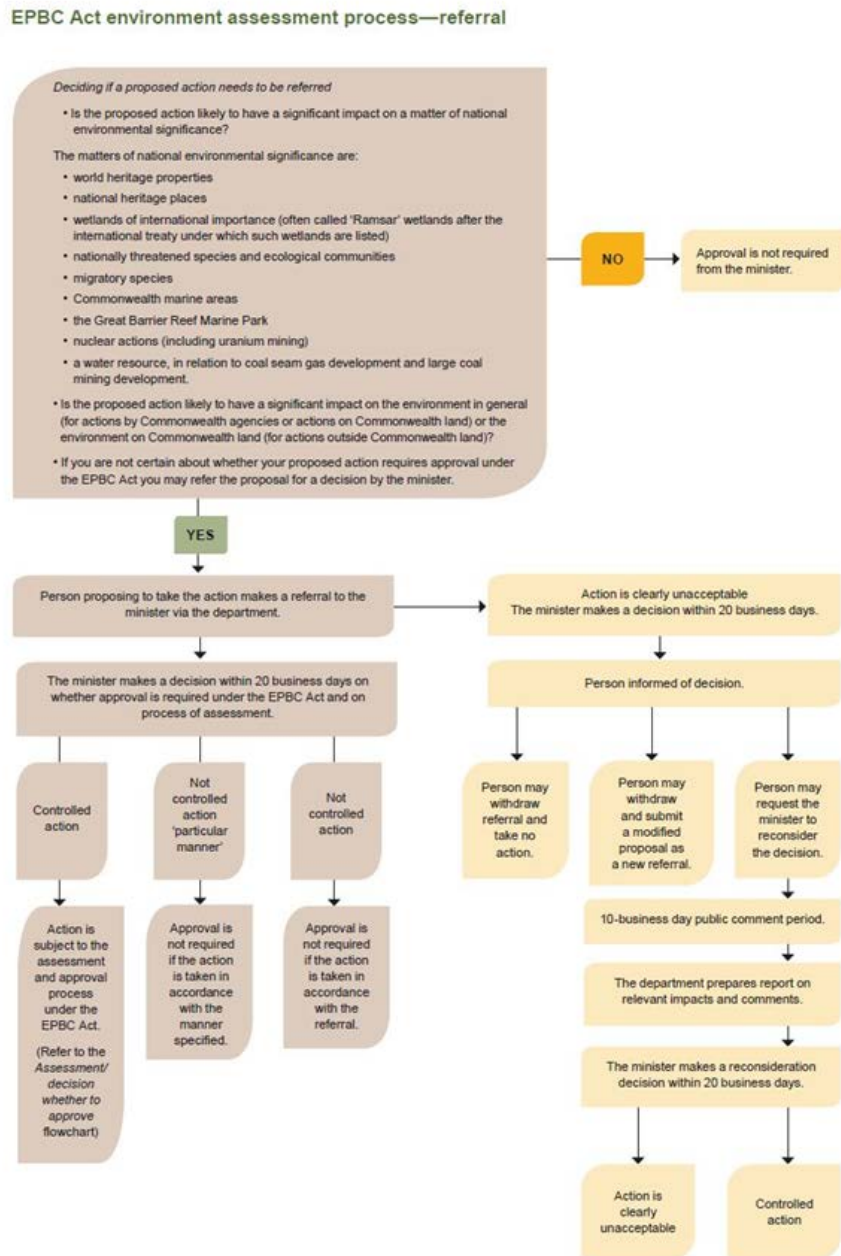 EPBC Act environment assessment process—referral
Deciding if a proposed action needs to be referred
• Is the proposed action likely to have a significant impact on a matter of national
environmental significance?
The matters of national environmental significance are:
• world heritage properties
• national heritage places
• wetlands of international importance (often called ‘Ramsar’ wetlands after the
international treaty under which such wetlands are listed)
• nationally threatened species and ecological communities
• migratory species
• Commonwealth marine areas
• the Great Barrier Reef Marine Park
• nuclear actions (including uranium mining)
• a water resource, in relation to coal seam gas development and large coal
mining development.
• Is the proposed action likely to have a significant impact on the environment in general
(for actions by Commonwealth agencies or actions on Commonwealth land) or the
environment on Commonwealth land (for actions outside Commonwealth land)?
• If you are not certain about whether your proposed action requires approval under
the EPBC Act you may refer the proposal for a decision by the minister.
NO
Approval is not required
from the minister.
YES
Person proposing to take the action makes a referral to the
minister via the department.
The minister makes a decision within 20 business days on
whether approval is required under the EPBC Act and on
process of assessment.
Controlled
action
Not
controlled
action
‘particular
manner’
Not
controlled
action
Action is
subject to the
assessment
and approval
process
under the
EPBC Act.
(Refer to the
Assessment/
decision
whether to
approve
flowchart)
Approval is
not required
if the action
is taken in
accordance
with the
manner
specified.
Approval is
not required
if the action
is taken in
accordance
with the
referral.
Action is clearly unacceptable
The minister makes a decision within 20 business days.
Person informed of decision.
Person may
withdraw
referral and
take no
action.
Person may
withdraw
and submit
a modified
proposal as
a new referral.
Person may
request the
minister to
reconsider
the decision.
10-business day public comment period.
The department prepares report on
relevant impacts and comments.
The minister makes a reconsideration
decision within 20 business days.
Action is
clearly
unacceptable
Controlled
action